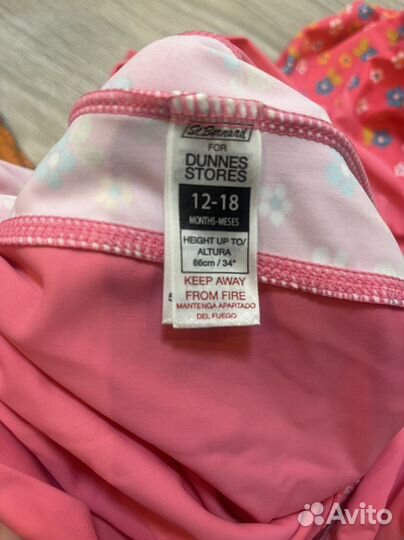 St. Bernard
FOR
DUNNES
STORES
12-18
MONTHS-MESES
HEIGHT UP TO/
ALTURA
86cm / 34"
KEEP AWAY
FROM FIRE
MANTENGA APARTADO
DEL FUEGO
Avito